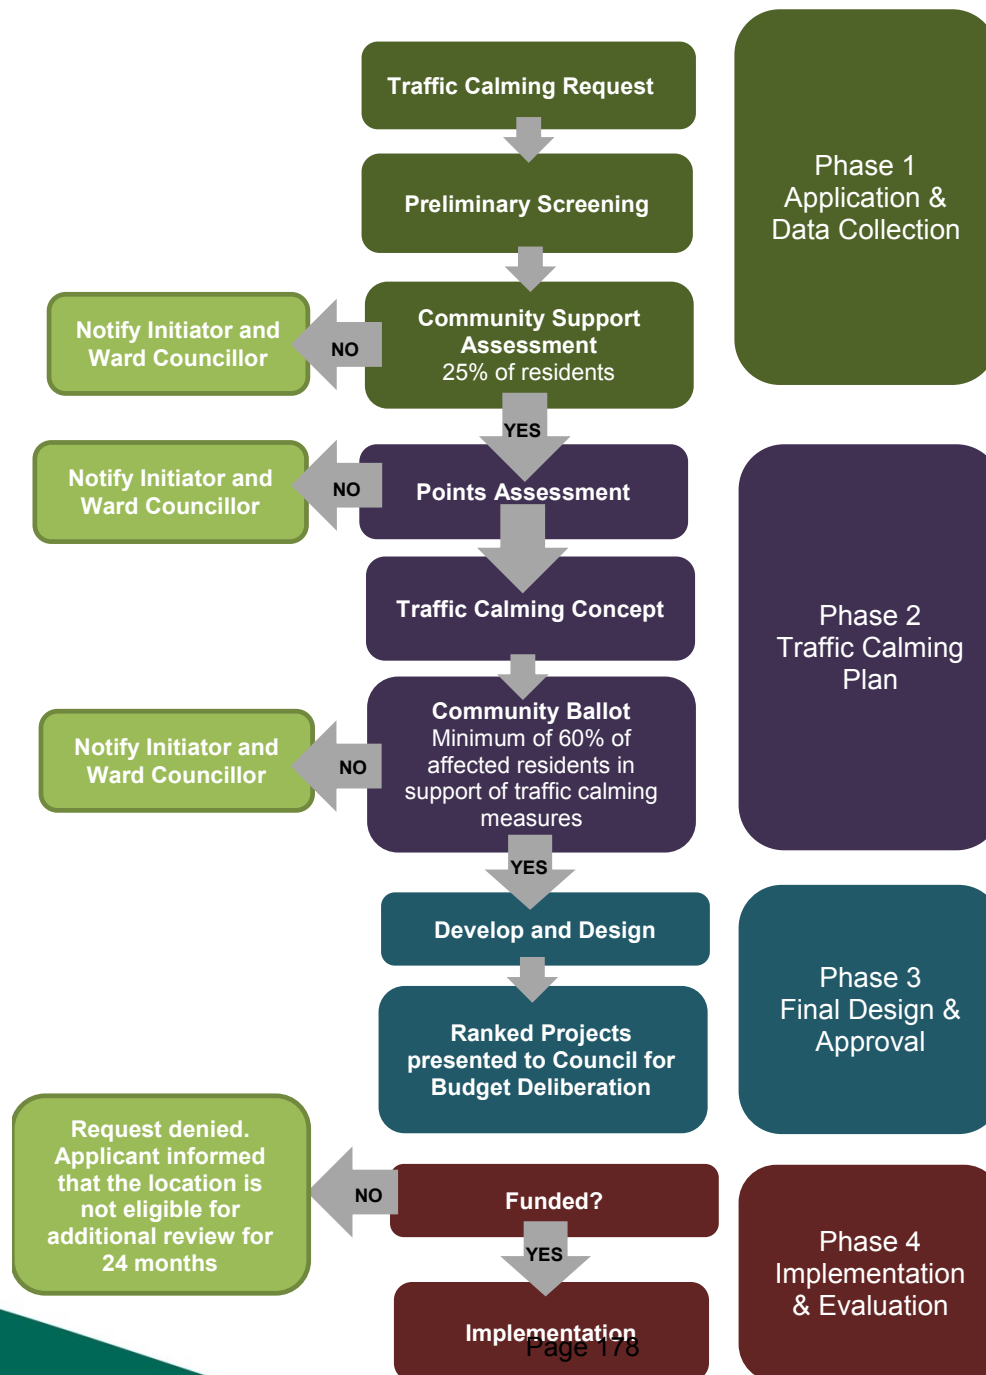 Traffic Calming Request
Phase 1
Application &
Data Collection
Preliminary Screening
Community Support
Assessment
25% of residents
NO
Notify Initiator and
Ward Councillor
YES
Points Assessment
NO
Notify Initiator and
Ward Councillor
Traffic Calming Concept
Phase 2
Traffic Calming
Plan
Community Ballot
Minimum of 60% of
affected residents in
support of traffic calming
measures
NO
Notify Initiator and
Ward Councillor
YES
Develop and Design
Phase 3
Final Design &
Approval
Ranked Projects
presented to Council for
Budget Deliberation
Funded?
NO
Request denied.
Applicant informed
that the location is
not eligible for
additional review for
24 months
YES
Phase 4
Implementation
& Evaluation
Implementation
Page 178